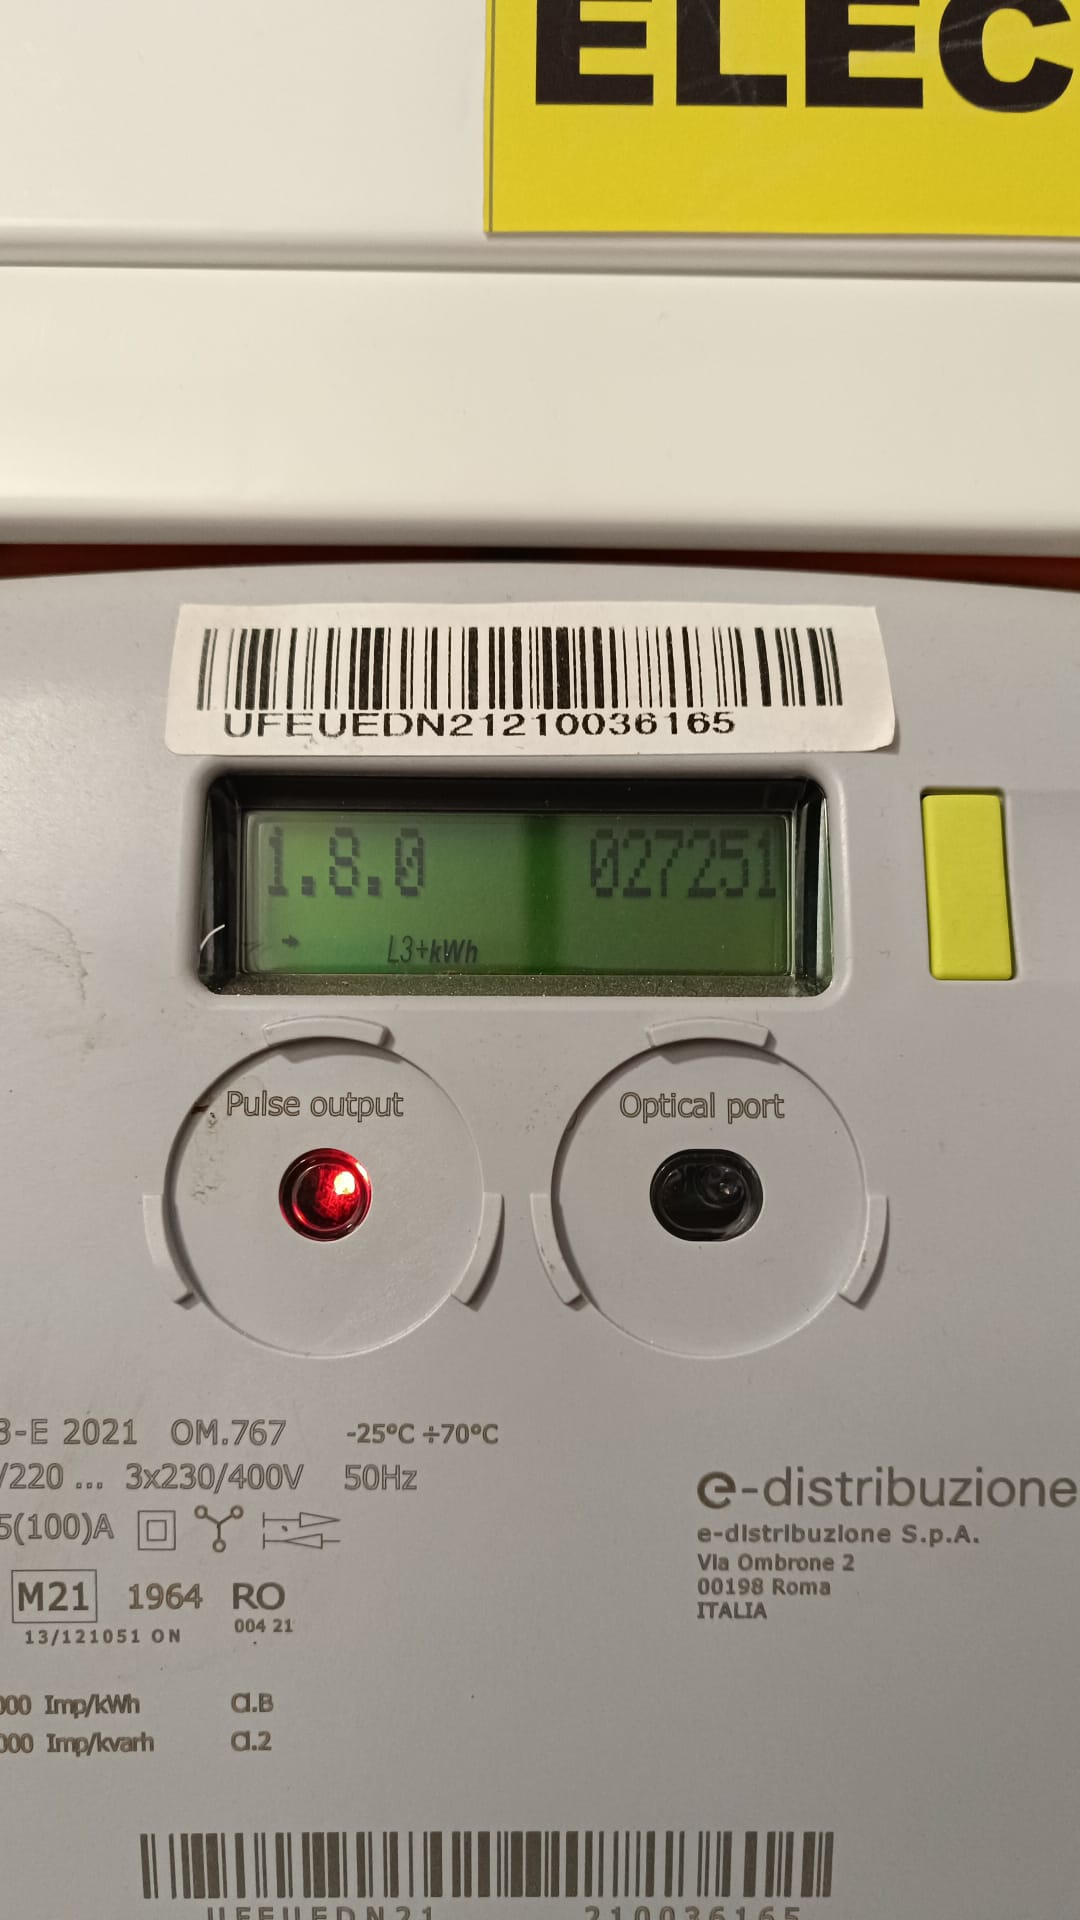 ELEC
UFEUEDN21210036165
1.8.0 027251
L3+kWh
Pulse output
Optical port
3-E 2021 OM.767 -25°C ÷70°C
/220 ... 3x230/400V 50Hz
5(100)A
M21 1964 RO
004 21
13/121051 ON
e-distribuzione
e-distribuzione S.p.A.
Via Ombrone 2
00198 Roma
ITALIA
000 Imp/kWh Cl.B
000 Imp/kvarh Cl.2
UFEUEDN21 210036165